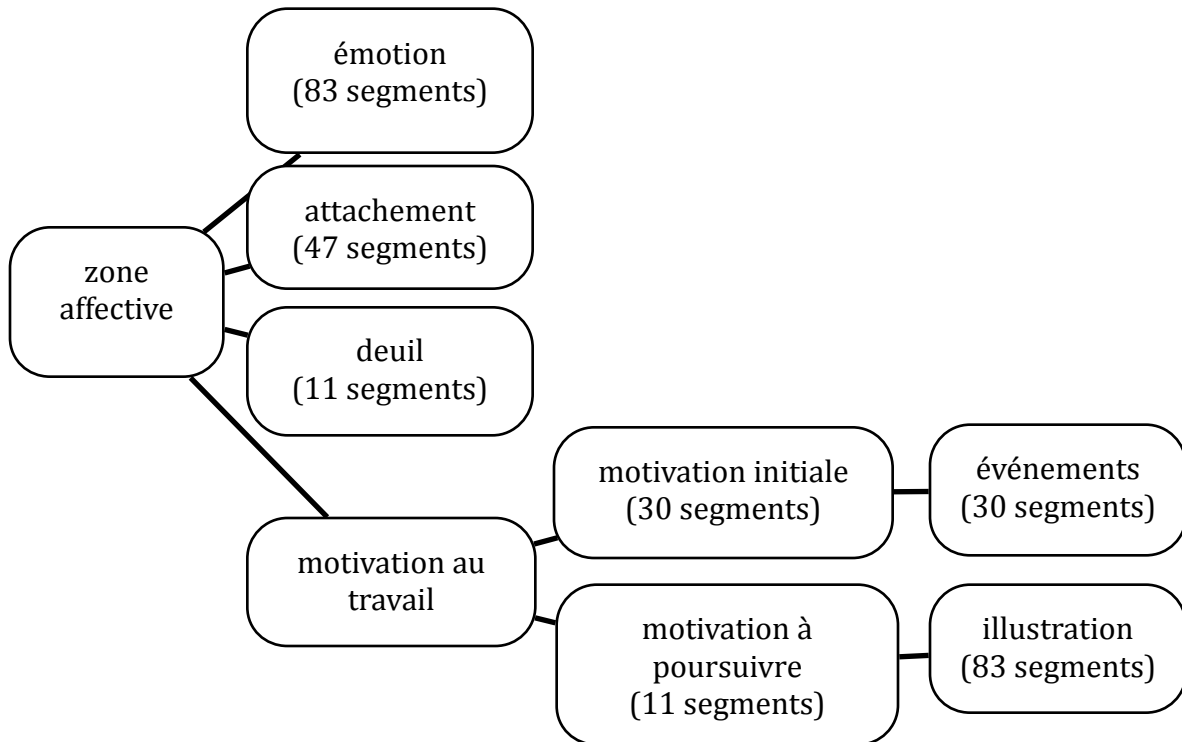 émotion
(83 segments)
attachement
(47 segments)
zone
affective
deuil
(11 segments)
motivation initiale
(30 segments)
événements
(30 segments)
motivation au
travail
motivation à
poursuivre
(11 segments)
illustration
(83 segments)